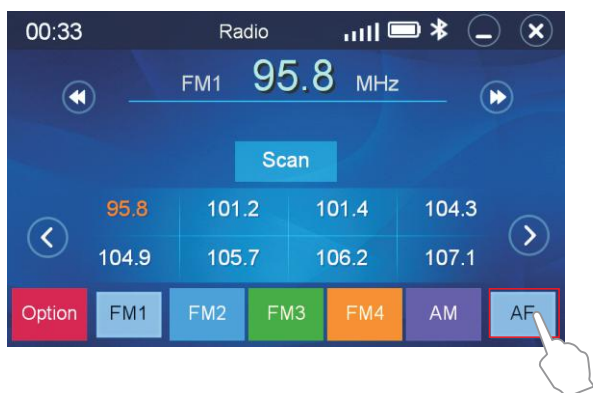 00:33 Radio
FM1 95.8 MHz
Scan
95.8 101.2 101.4 104.3
104.9 105.7 106.2 107.1
Option FM1 FM2 FM3 FM4 AM AF